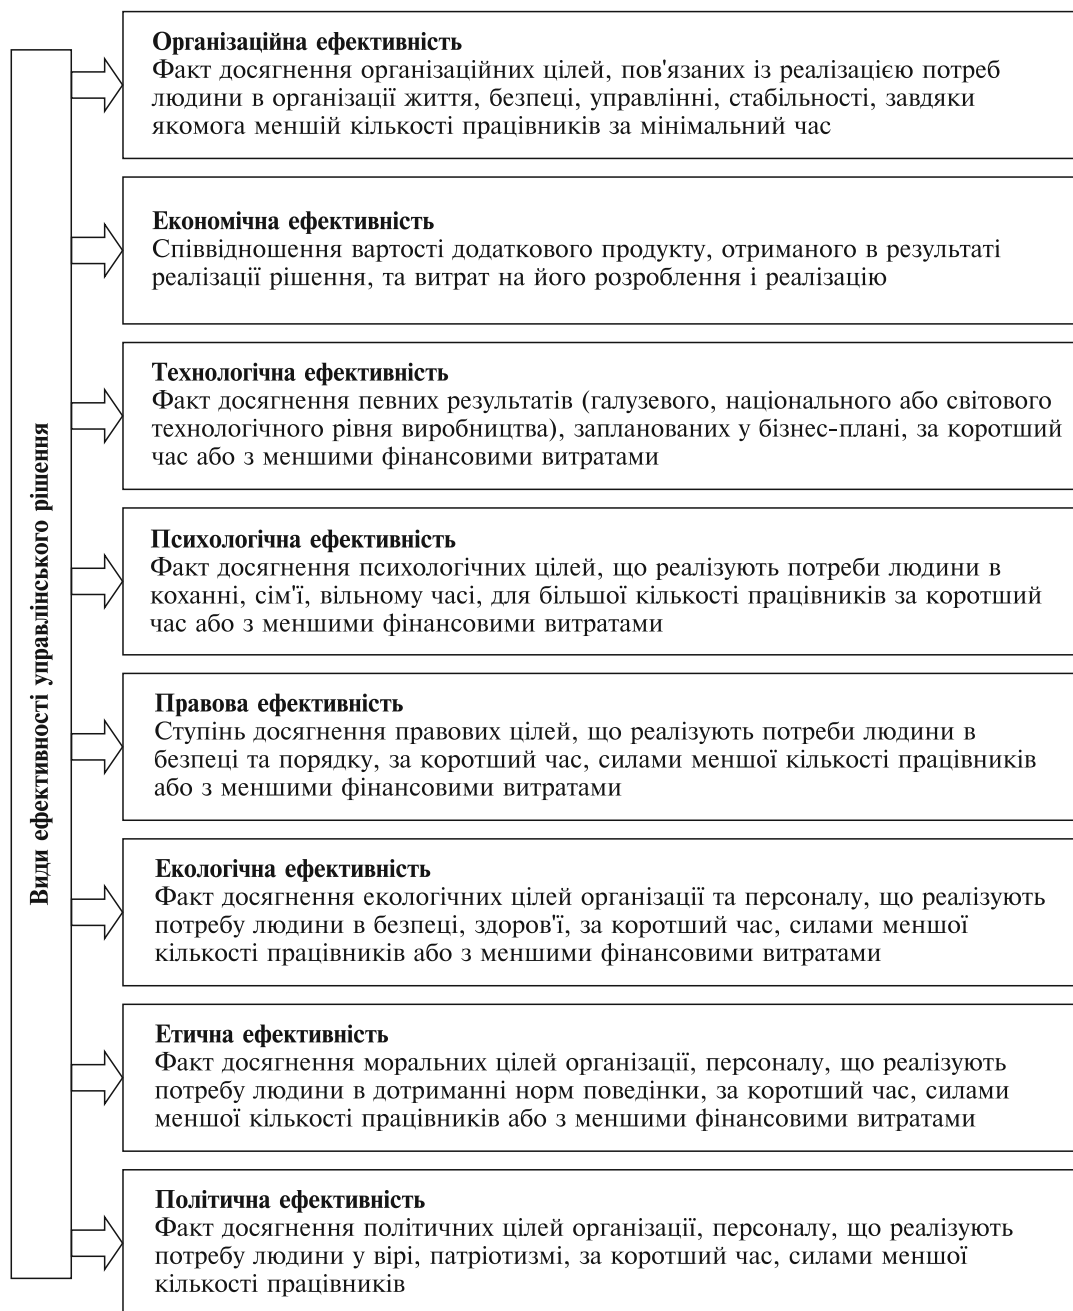 Види ефективності управлінського рішення
Організаційна ефективність
Факт досягнення організаційних цілей, пов'язаних із реалізацією потреб
людини в організації життя, безпеці, управлінні, стабільності, завдяки
якомога меншій кількості працівників за мінімальний час
Економічна ефективність
Співвідношення вартості додаткового продукту, отриманого в результаті
реалізації рішення, та витрат на його розроблення і реалізацію
Технологічна ефективність
Факт досягнення певних результатів (галузевого, національного або світового
технологічного рівня виробництва), запланованих у бізнес-плані, за коротший
час або з меншими фінансовими витратами
Психологічна ефективність
Факт досягнення психологічних цілей, що реалізують потреби людини в
коханні, сім'ї, вільному часі, для більшої кількості працівників за коротший
час або з меншими фінансовими витратами
Правова ефективність
Ступінь досягнення правових цілей, що реалізують потреби людини в
безпеці та порядку, за коротший час, силами меншої кількості працівників
або з меншими фінансовими витратами
Екологічна ефективність
Факт досягнення екологічних цілей організації та персоналу, що реалізують
потребу людини в безпеці, здоров'ї, за коротший час, силами меншої
кількості працівників або з меншими фінансовими витратами
Етична ефективність
Факт досягнення моральних цілей організації, персоналу, що реалізують
потребу людини в дотриманні норм поведінки, за коротший час, силами
меншої кількості працівників або з меншими фінансовими витратами
Політична ефективність
Факт досягнення політичних цілей організації, персоналу, що реалізують
потребу людини у вірі, патріотизмі, за коротший час, силами меншої
кількості працівників